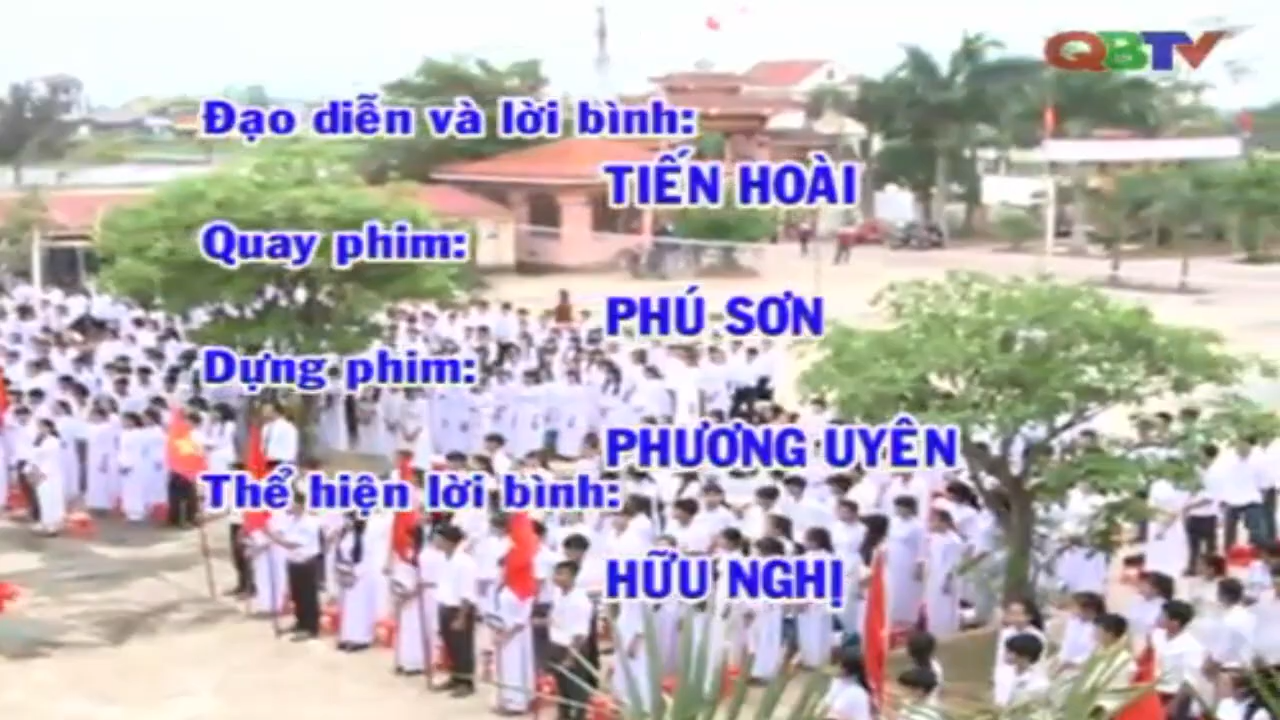 QBTV
Đạo diễn và lời bình:
TIẾN HOÀI
Quay phim:
PHÚ SƠN
Dựng phim:
PHƯƠNG UYÊN
Thể hiện lời bình:
HỮU NGHỊ